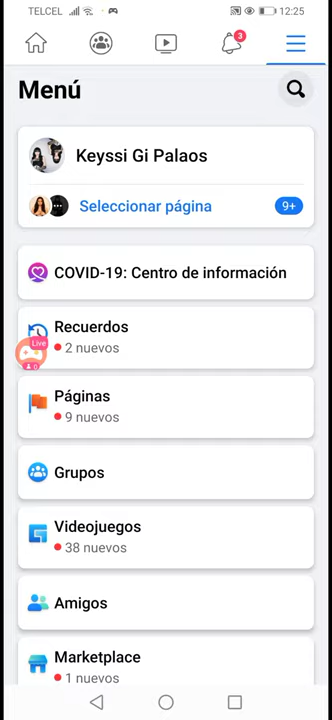 TELCEL 12:25
3
Menú
Keyssi Gi Palaos
Seleccionar página 9+
COVID-19: Centro de información
Recuerdos
2 nuevos
Live
0
Páginas
9 nuevos
Grupos
Videojuegos
38 nuevos
Amigos
Marketplace
1 nuevos